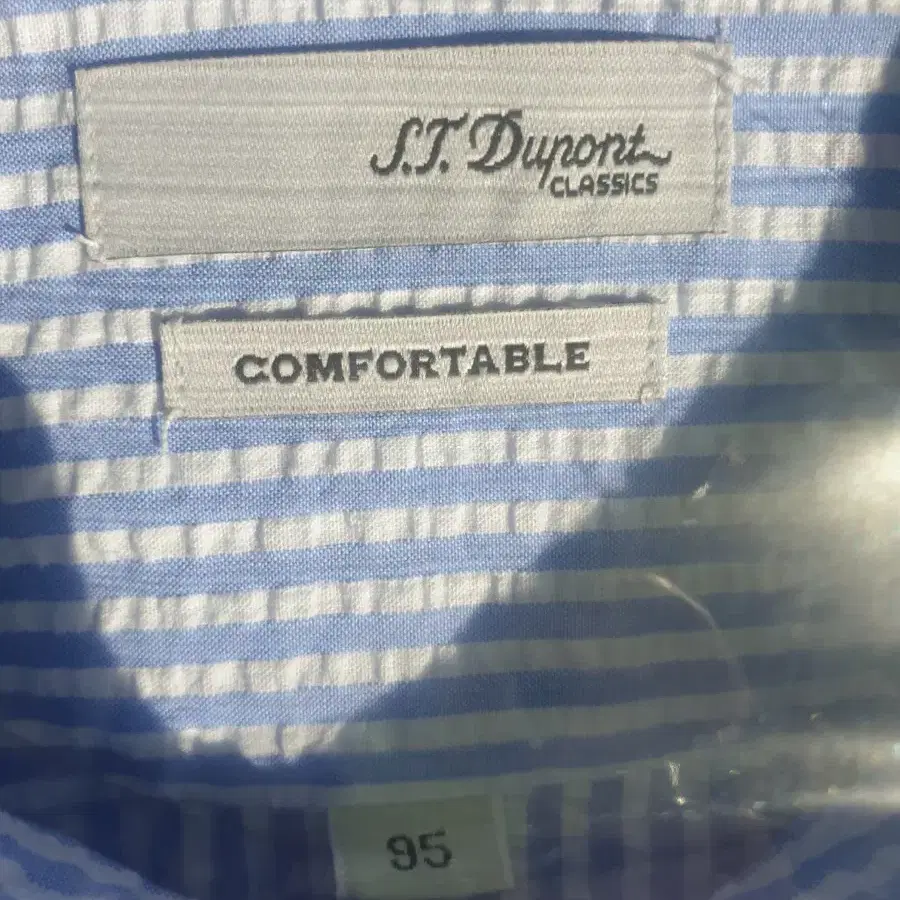 S.T. Dupont
CLASSICS
COMFORTABLE
95